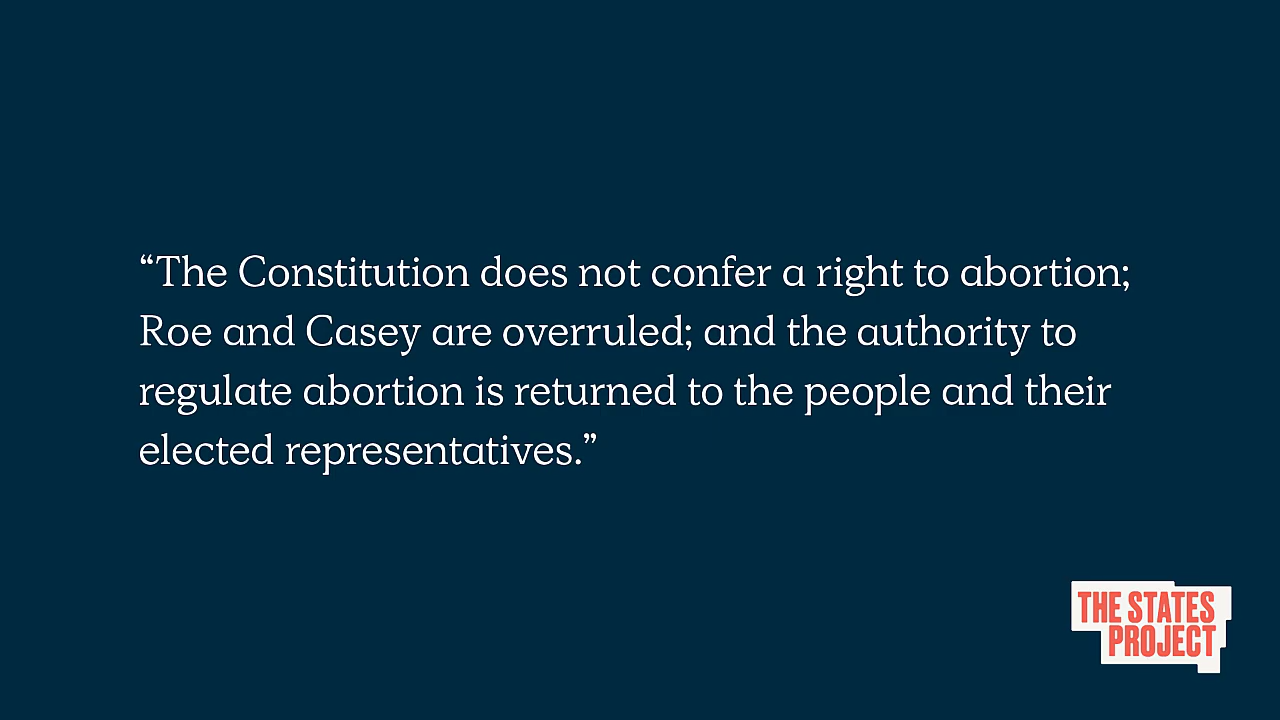 “The Constitution does not confer a right to abortion;
Roe and Casey are overruled; and the authority to
regulate abortion is returned to the people and their
elected representatives.”
THE STATES
PROJECT